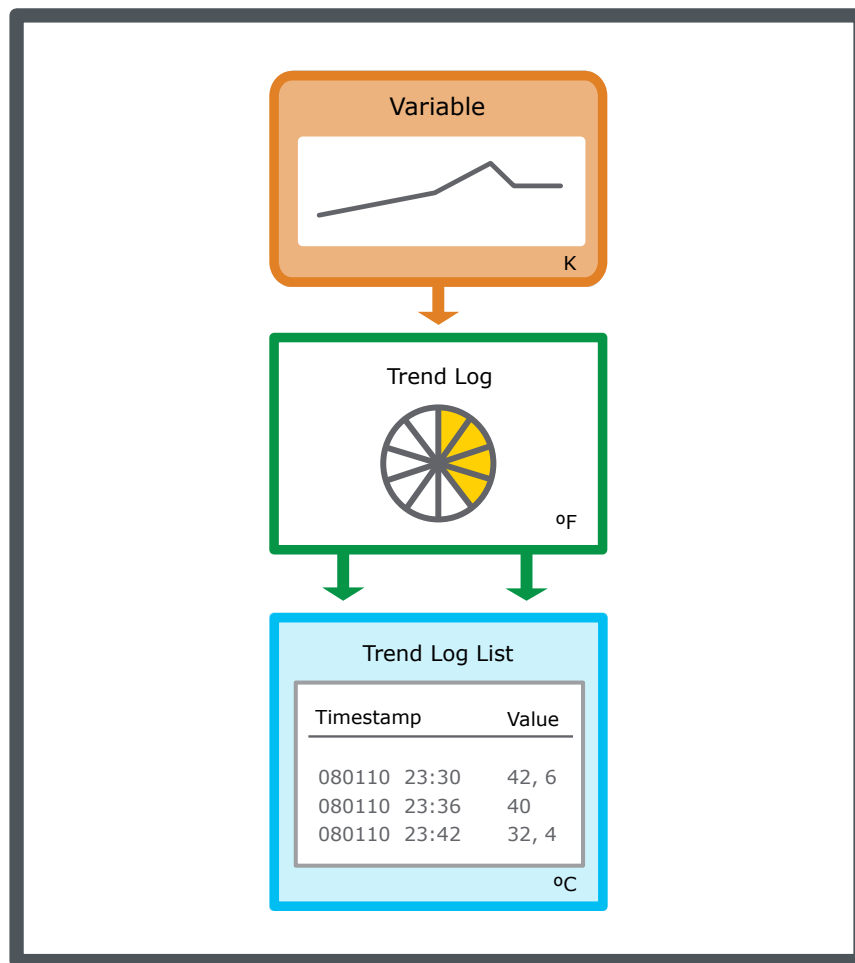 Variable
K
Trend Log
ºF
Trend Log List
Timestamp Value
080110 23:30 42, 6
080110 23:36 40
080110 23:42 32, 4
ºC